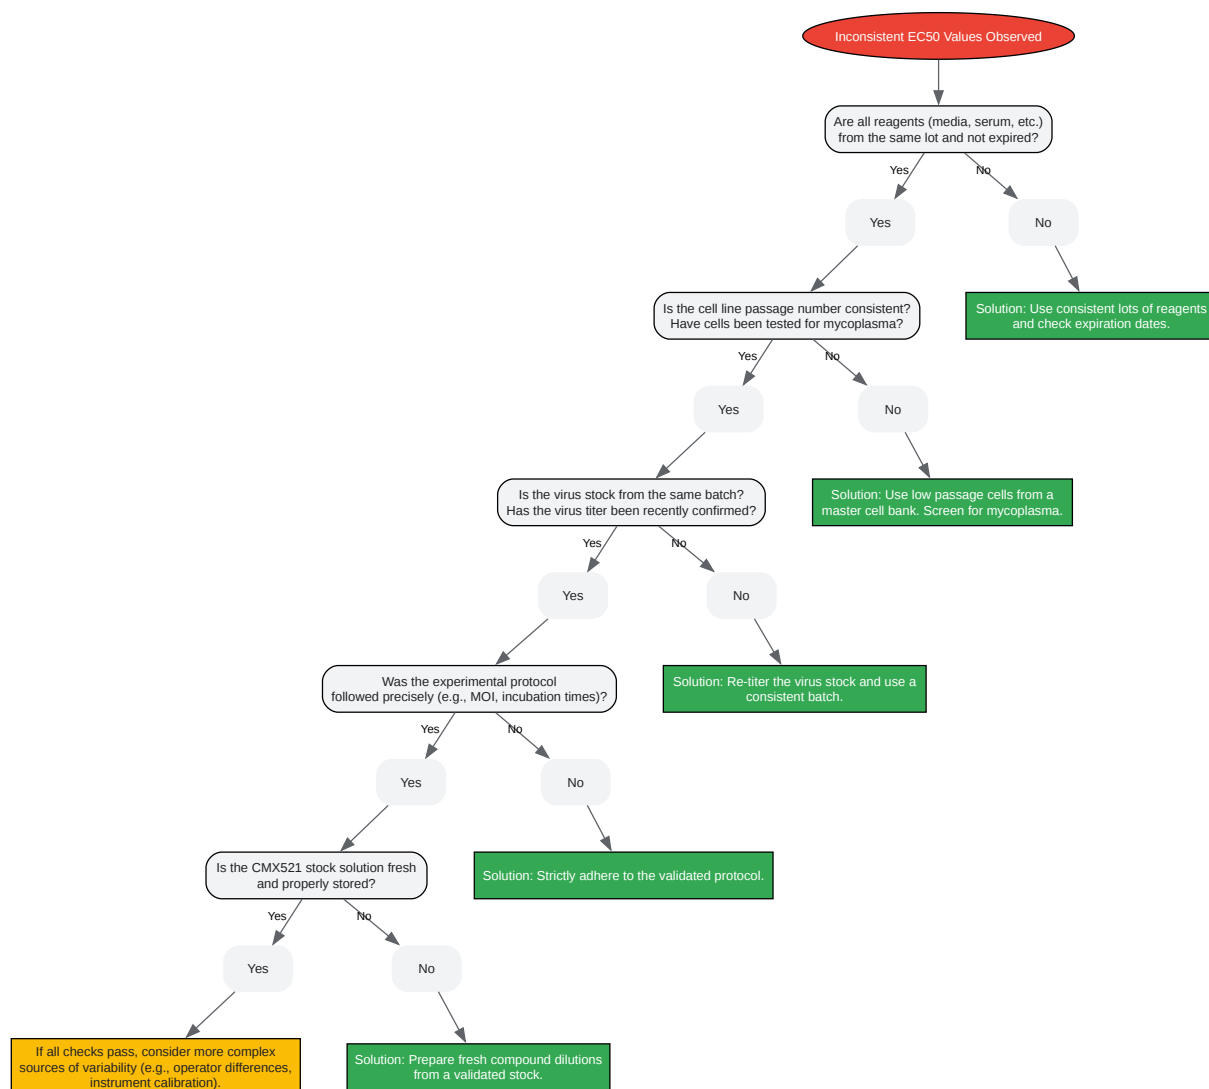 Inconsistent EC50 Values Observed
Are all reagents (media, serum, etc.)
from the same lot and not expired?
Yes
No
Yes
No
Is the cell line passage number consistent?
Have cells been tested for mycoplasma?
Solution: Use consistent lots of reagents
and check expiration dates.
Yes
No
Yes
No
Is the virus stock from the same batch?
Has the virus titer been recently confirmed?
Solution: Use low passage cells from a
master cell bank. Screen for mycoplasma.
Yes
No
Yes
No
Was the experimental protocol
followed precisely (e.g., MOI, incubation times)?
Solution: Re-titer the virus stock and use a
consistent batch.
Yes
No
Yes
No
Is the CMX521 stock solution fresh
and properly stored?
Solution: Strictly adhere to the validated protocol.
Yes
No
Yes
No
If all checks pass, consider more complex
sources of variability (e.g., operator differences,
instrument calibration).
Solution: Prepare fresh compound dilutions
from a validated stock.